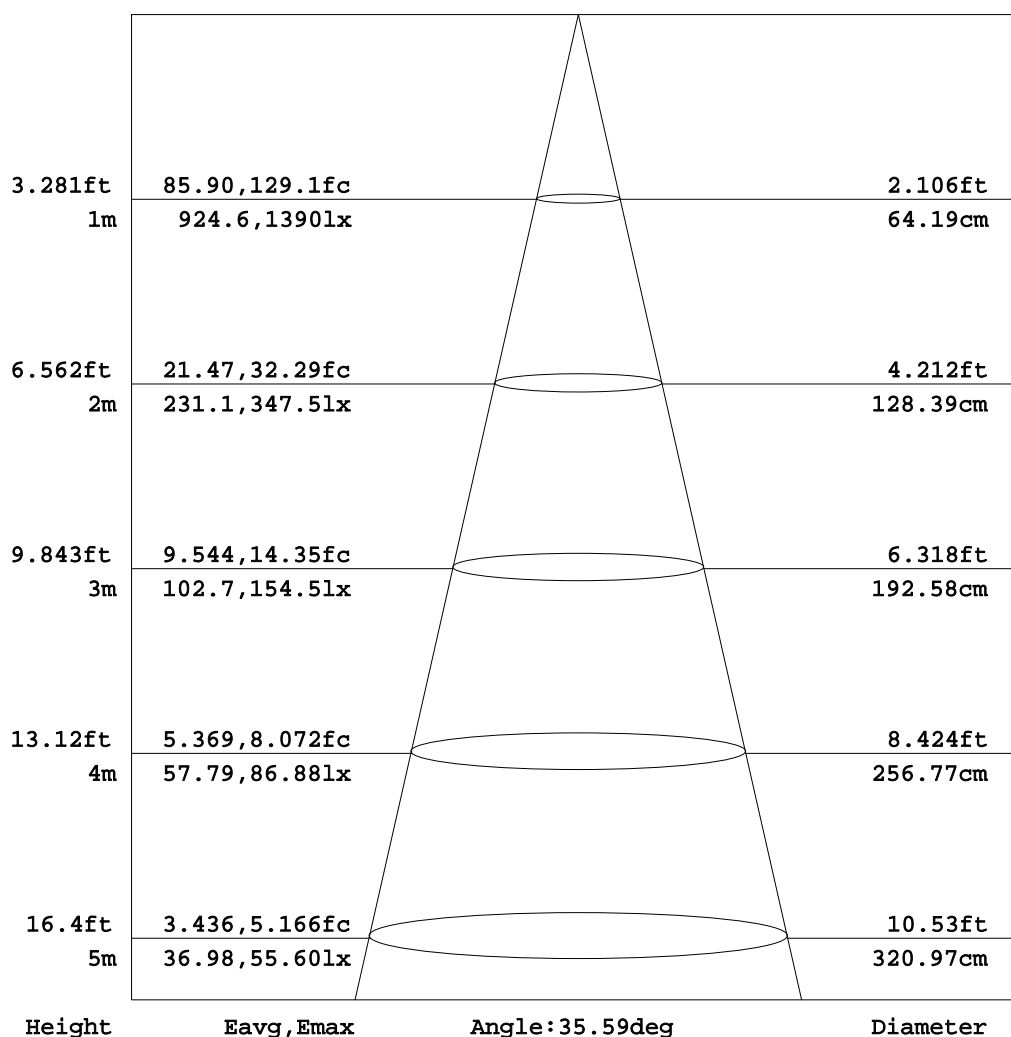 3.281ft 85.90,129.1fc 2.106ft
1m 924.6,1390lx 64.19cm
6.562ft 21.47,32.29fc 4.212ft
2m 231.1,347.5lx 128.39cm
9.843ft 9.544,14.35fc 6.318ft
3m 102.7,154.5lx 192.58cm
13.12ft 5.369,8.072fc 8.424ft
4m 57.79,86.88lx 256.77cm
16.4ft 3.436,5.166fc 10.53ft
5m 36.98,55.60lx 320.97cm
Height Eavg,Emax Angle:35.59deg Diameter